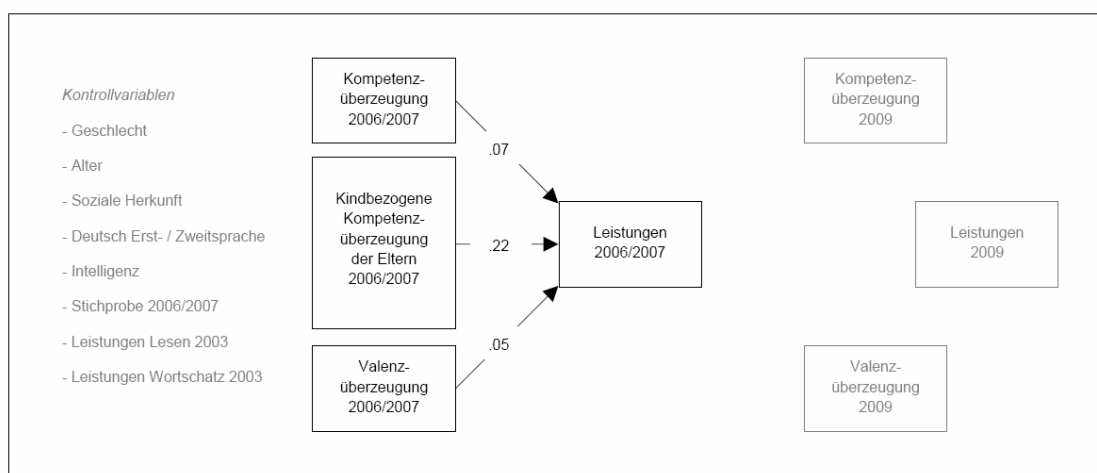 Kontrollvariablen
- Geschlecht
- Alter
- Soziale Herkunft
- Deutsch Erst- / Zweitsprache
- Intelligenz
- Stichprobe 2006/2007
- Leistungen Lesen 2003
- Leistungen Wortschatz 2003
Kompetenz-
überzeugung
2006/2007
Kindbezogene
Kompetenz-
überzeugung
der Eltern
2006/2007
Valenz-
überzeugung
2006/2007
.07
.22
.05
Leistungen
2006/2007
Kompetenz-
überzeugung
2009
Leistungen
2009
Valenz-
überzeugung
2009